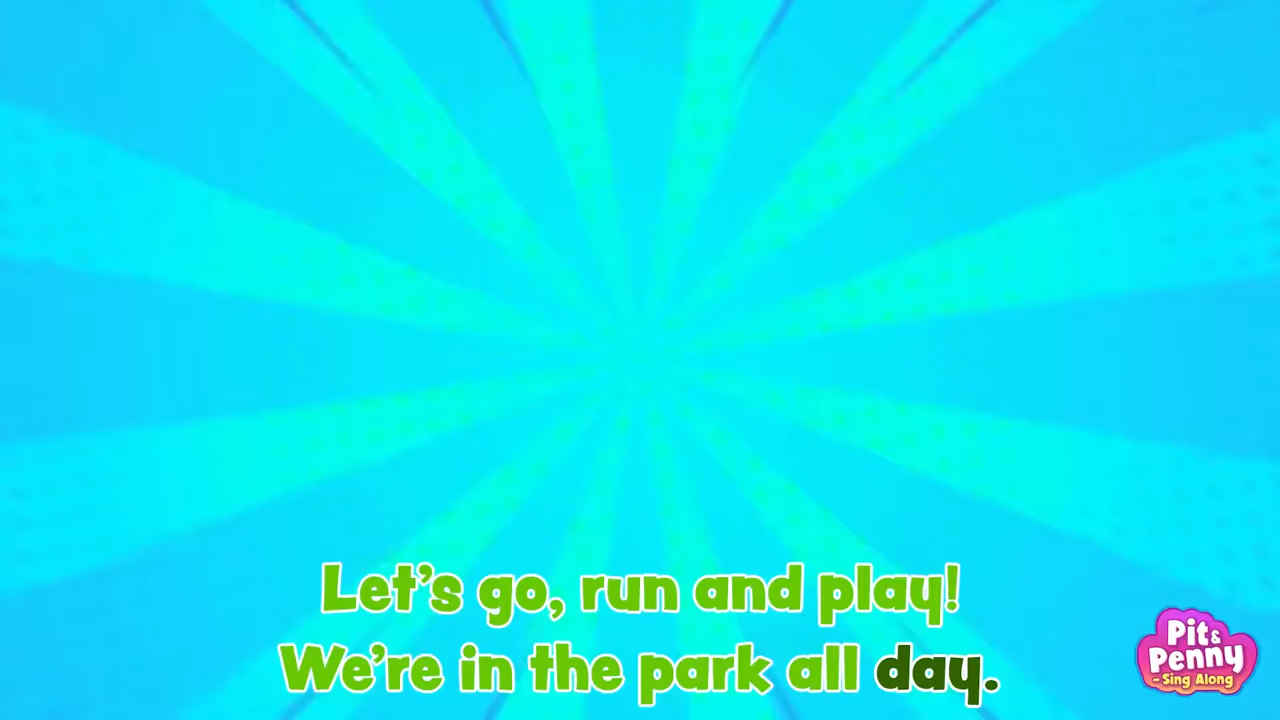 Let's go, run and play!
We're in the park all day.
Pit &
Penny
- Sing Along